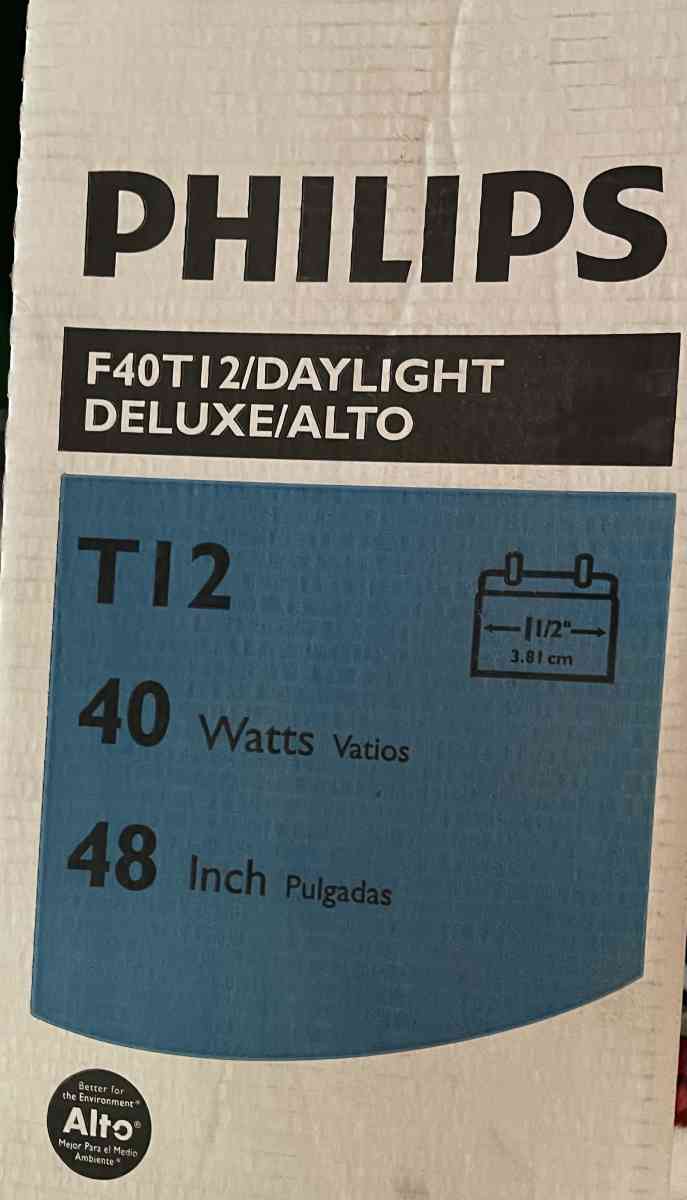 PHILIPS
F40T12/DAYLIGHT
DELUXE/ALTO
T12
1 1/2"
3.81 cm
40 Watts Vatios
48 Inch Pulgadas
Better for
the Environment®
Alto®
Mejor Para el Medio
Ambiente®